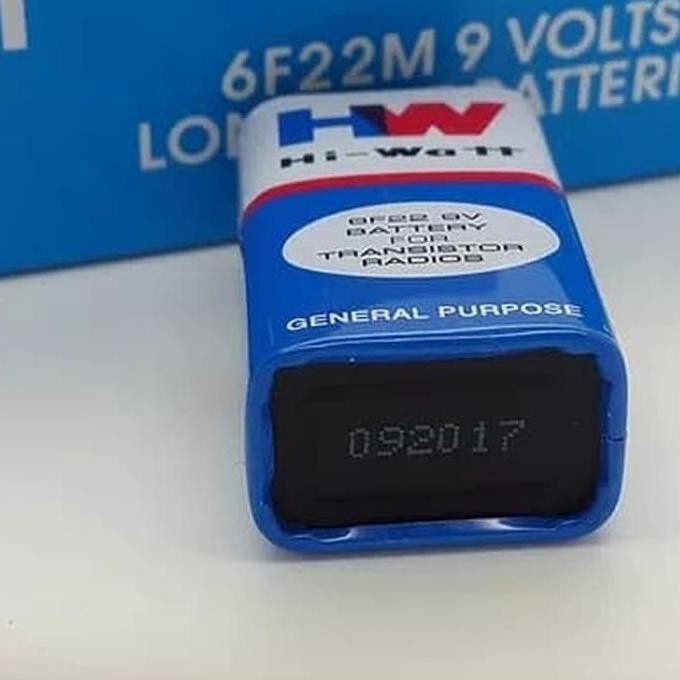 6F22M 9 VOLTS
HW
Hi-Watt
6F22 9V
BATTERY
FOR
TRANSISTOR
RADIOS
GENERAL PURPOSE
092017